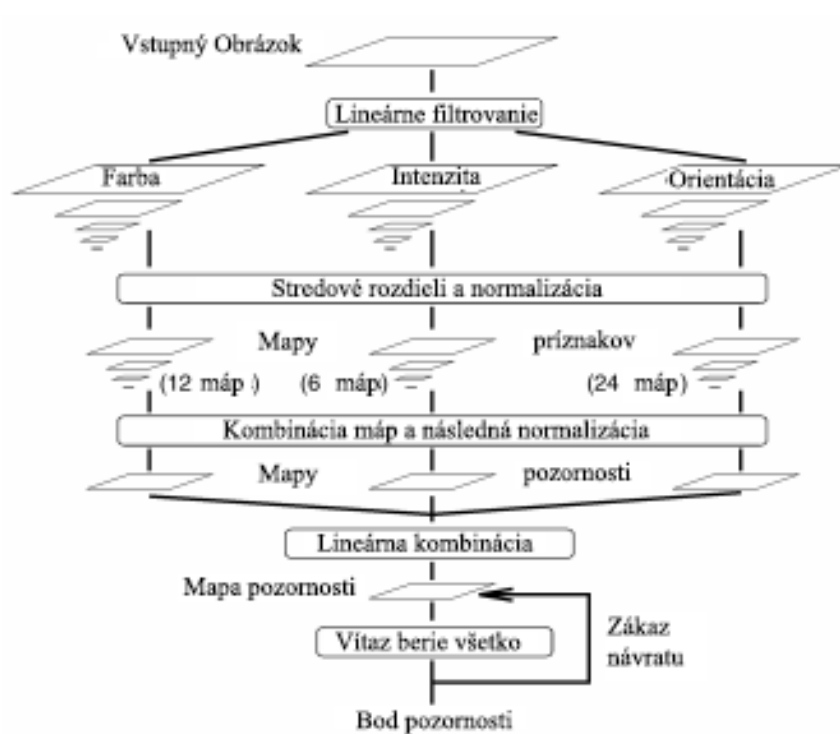 Vstupný Obrázok
Lineárne filtrovanie
Farba Intenzita Orientácia
Stredové rozdieli a normalizácia
Mapy príznakov
(12 máp) (6 máp) (24 máp)
Kombinácia máp a následná normalizácia
Mapy pozornosti
Lineárna kombinácia
Mapa pozornosti
Vítaz berie všetko
Zákaz
návratu
Bod pozornosti